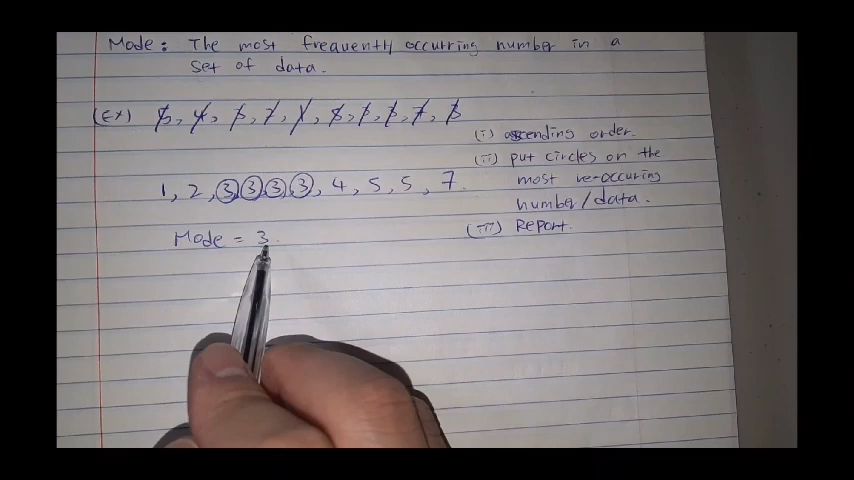 Mode: The most frequently occurring number in a
set of data.
(Ex)
(i) ascending order.
(ii) put circles on the
1, 2, 3, 3, 3, 3, 4, 5, 5, 7.
most re-occuring
number/data.
Mode = 3.
(iii) Report.